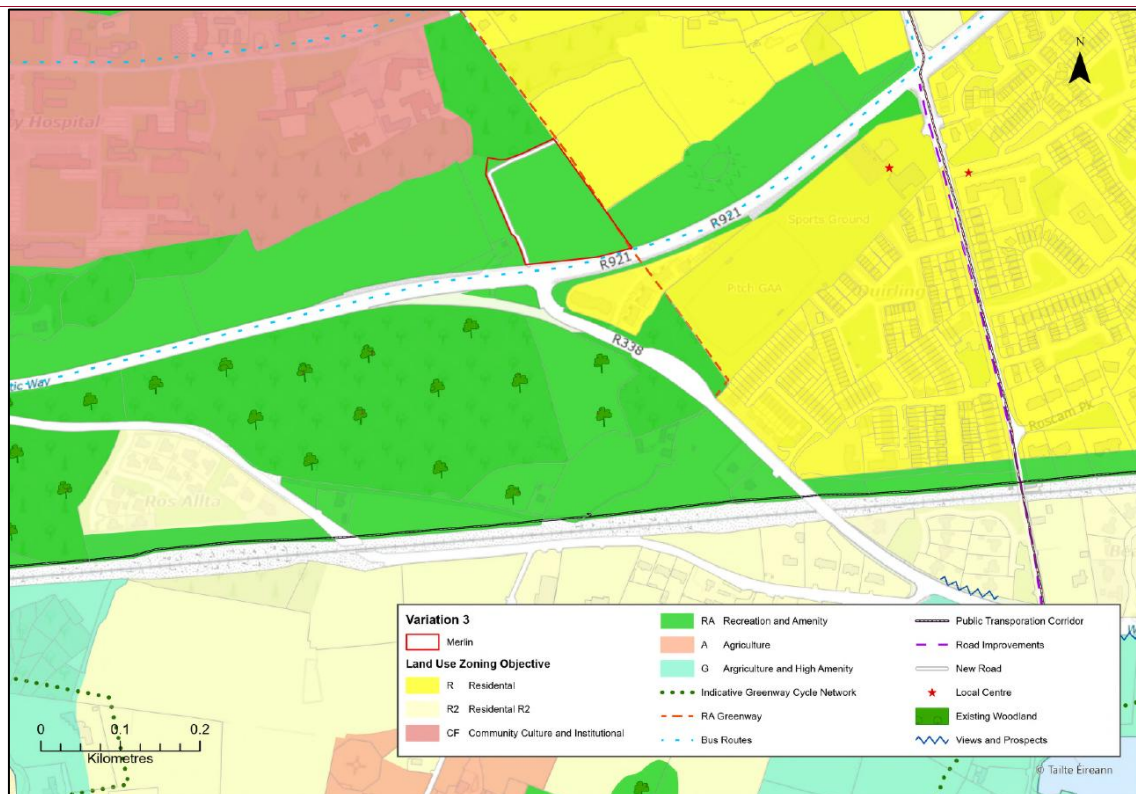 y Hospital
N
R921
R921
Sports Ground
Pitch GAA
R338
tic Way
Roscam Pk
Ros Allta
Variation 3
Merlin
Land Use Zoning Objective
R Residental
R2 Residental R2
CF Community Culture and Institutional
RA Recreation and Amenity
A Agriculture
G Argriculture and High Amenity
Indicative Greenway Cycle Network
RA Greenway
Bus Routes
Public Transporation Corridor
Road Improvements
New Road
Local Centre
Existing Woodland
Views and Prospects
0 0.1 0.2
Kilometres
© Tailte Éireann